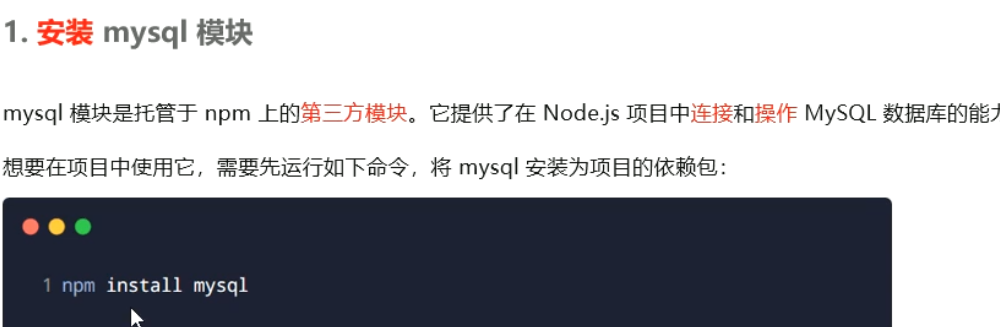 1. 安装 mysql 模块
mysql 模块是托管于 npm 上的第三方模块。它提供了在 Node.js 项目中连接和操作 MySQL 数据库的能
想要在项目中使用它，需要先运行如下命令，将 mysql 安装为项目的依赖包：
1 npm install mysql